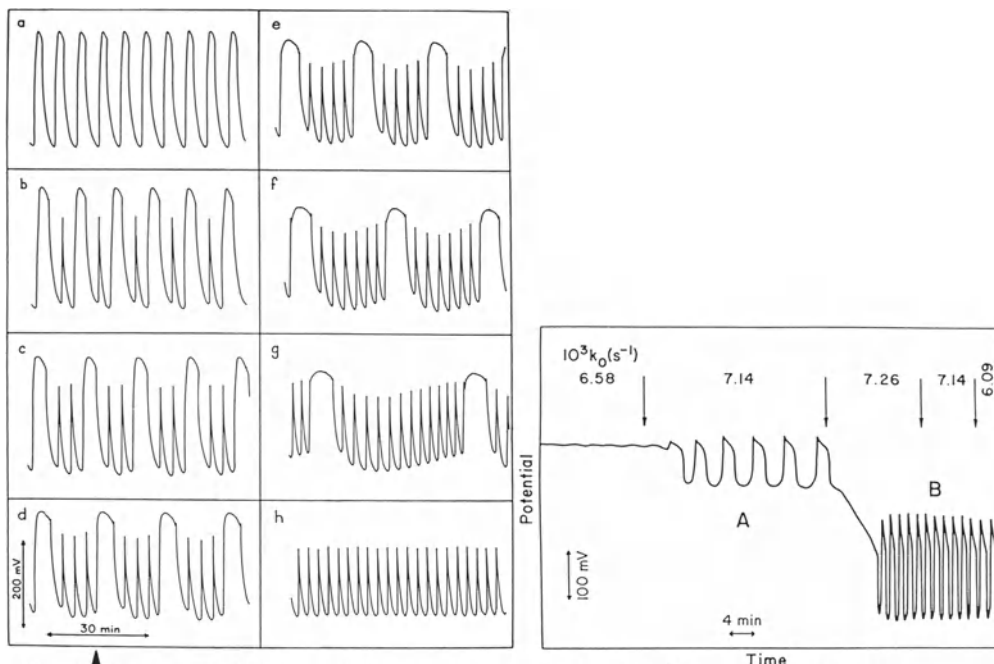 a
b
c
d
200 mV
30 min
e
f
g
h
10³k₀(s⁻¹)
6.58
7.14
7.26
7.14
6.09
A
B
Potential
100 mV
4 min
Time